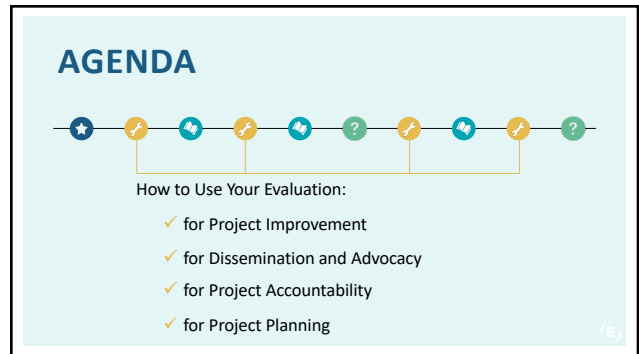 AGENDA
? ?
How to Use Your Evaluation:
✓ for Project Improvement
✓ for Dissemination and Advocacy
✓ for Project Accountability
✓ for Project Planning
E